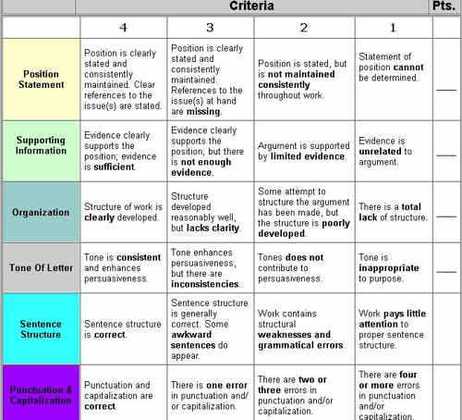 Criteria Pts.
4 3 2 1
Position Statement
Position is clearly stated and consistently maintained. Clear references to the issue(s) are stated.
Position is clearly stated and consistently maintained. References to the issue(s) at hand are missing.
Position is stated, but is not maintained consistently throughout work.
Statement of position cannot be determined.
Supporting Information
Evidence clearly supports the position; evidence is sufficient.
Evidence clearly supports the position, but there is not enough evidence.
Argument is supported by limited evidence.
Evidence is unrelated to argument.
Organization
Structure of work is clearly developed.
Structure developed reasonably well, but lacks clarity.
Some attempt to structure the argument has been made, but the structure is poorly developed.
There is a total lack of structure.
Tone Of Letter
Tone is consistent and enhances persuasiveness.
Tone enhances persuasiveness, but there are inconsistencies.
Tones does not contribute to persuasiveness.
Tone is inappropriate to purpose.
Sentence Structure
Sentence structure is correct.
Sentence structure is generally correct. Some awkward sentences do appear.
Work contains structural weaknesses and grammatical errors.
Work pays little attention to proper sentence structure.
Punctuation & Capitalization
Punctuation and capitalization are correct
There is one error in punctuation and/or capitalization.
There are two or three errors in punctuation and/or capitalization.
There are four or more errors in punctuation and/or capitalization.